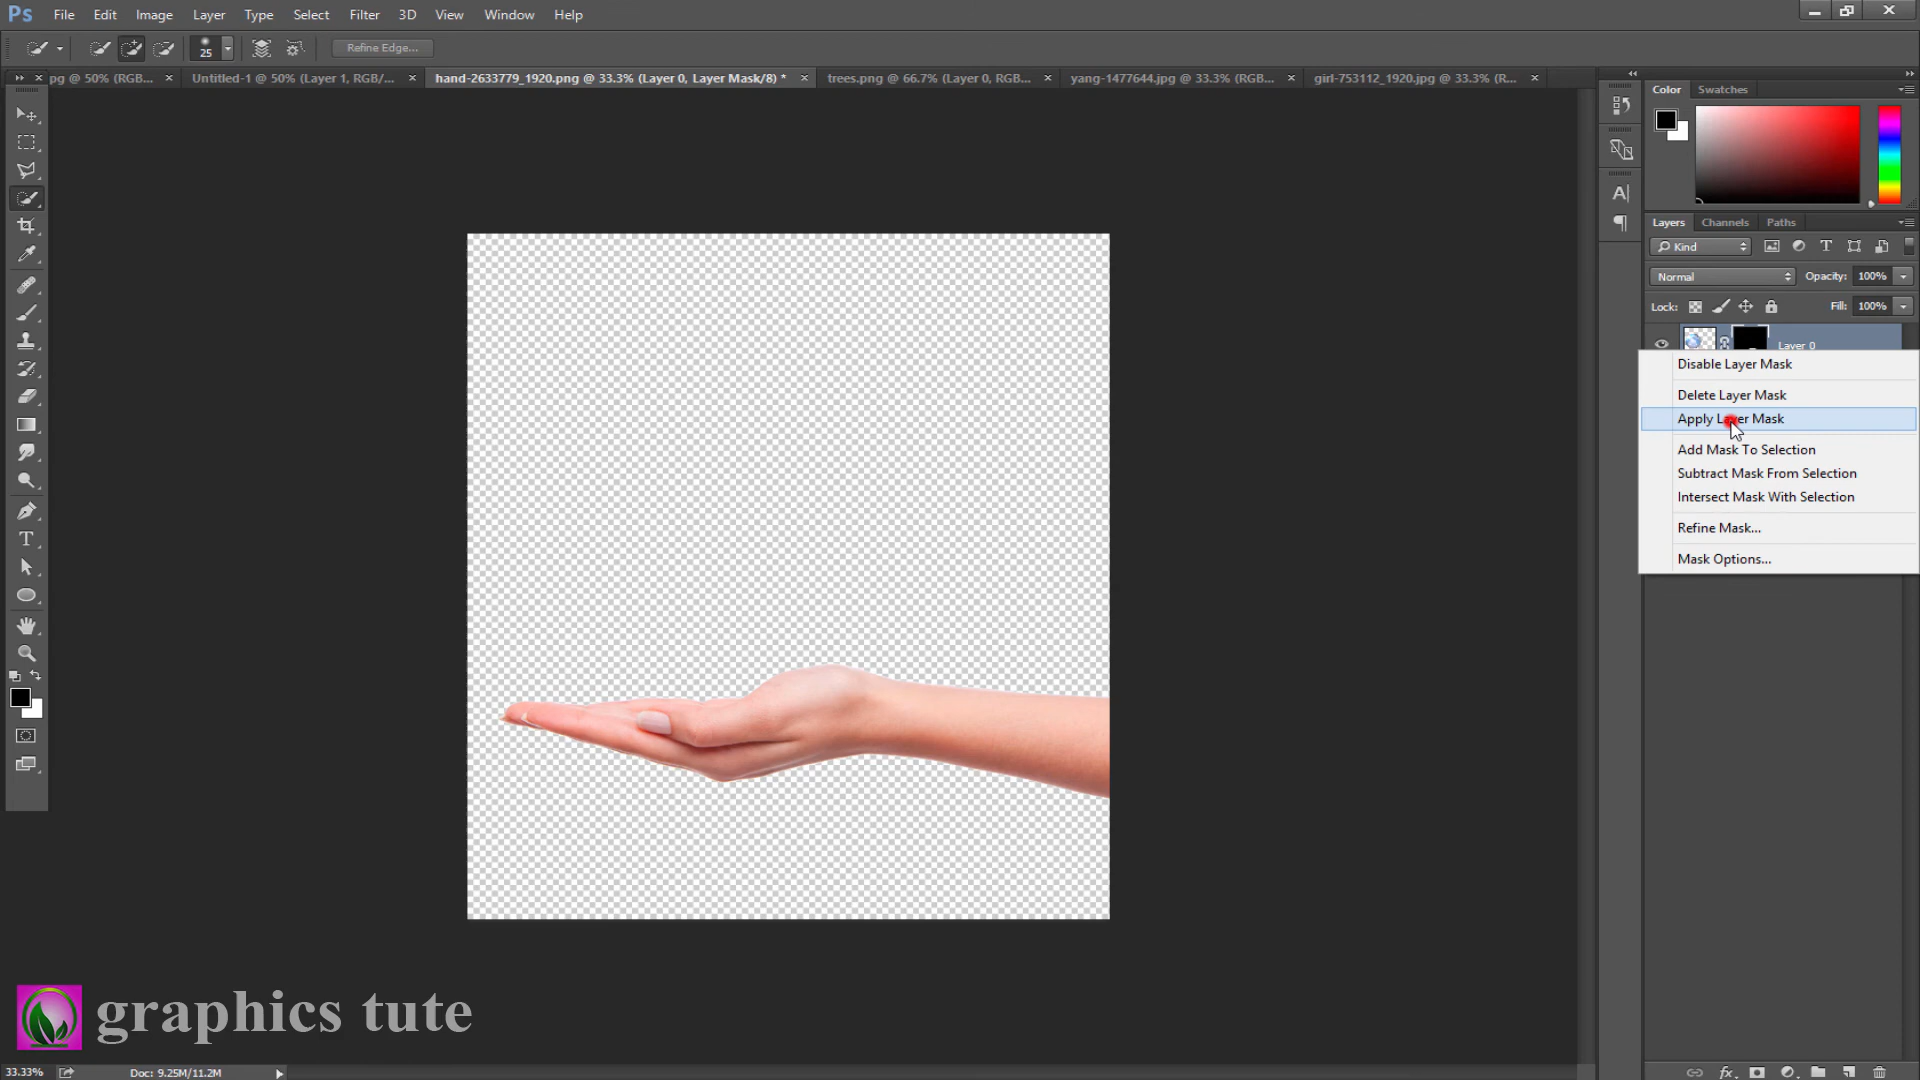 Ps File Edit Image Layer Type Select Filter 3D View Window Help
25 Refine Edge...
pg @ 50% (RGB... Untitled-1 @ 50% (Layer 1, RGB/... hand-2633779_1920.png @ 33.3% (Layer 0, Layer Mask/8) * trees.png @ 66.7% (Layer 0, RGB... yang-1477644.jpg @ 33.3% (RGB... girl-753112_1920.jpg @ 33.3% (R...
Color Swatches
Layers Channels Paths
Kind
Normal Opacity: 100%
Lock: Fill: 100%
Layer 0
Disable Layer Mask
Delete Layer Mask
Apply Layer Mask
Add Mask To Selection
Subtract Mask From Selection
Intersect Mask With Selection
Refine Mask...
Mask Options...
graphics tute
33.33% Doc: 9.25M/11.2M